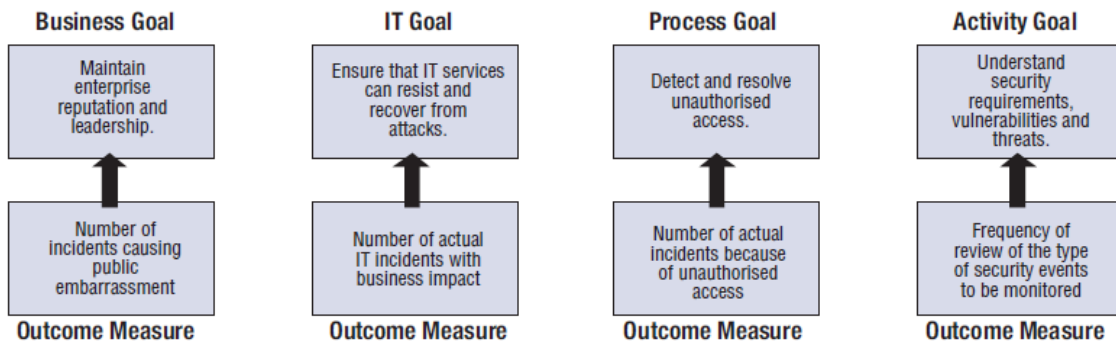 Business Goal
IT Goal
Process Goal
Activity Goal
Maintain
enterprise
reputation and
leadership.
Ensure that IT services
can resist and
recover from
attacks.
Detect and resolve
unauthorised
access.
Understand
security
requirements,
vulnerabilities and
threats.
Number of
incidents causing
public
embarrassment
Number of actual
IT incidents with
business impact
Number of actual
incidents because
of unauthorised
access
Frequency of
review of the type
of security events
to be monitored
Outcome Measure
Outcome Measure
Outcome Measure
Outcome Measure